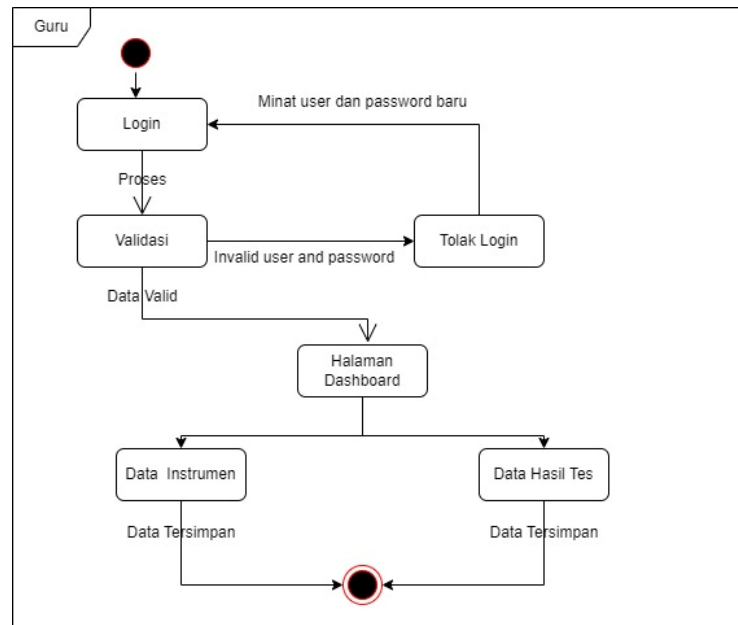 Guru
Minat user dan password baru
Login
Proses
Validasi
Tolak Login
Invalid user and password
Data Valid
Halaman
Dashboard
Data Instrumen
Data Hasil Tes
Data Tersimpan
Data Tersimpan